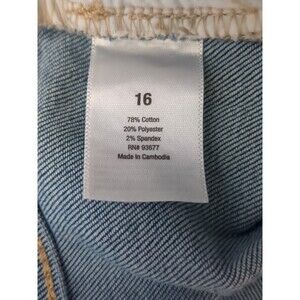 16
78% Cotton
20% Polyester
2% Spandex
RN# 93677
Made in Cambodia